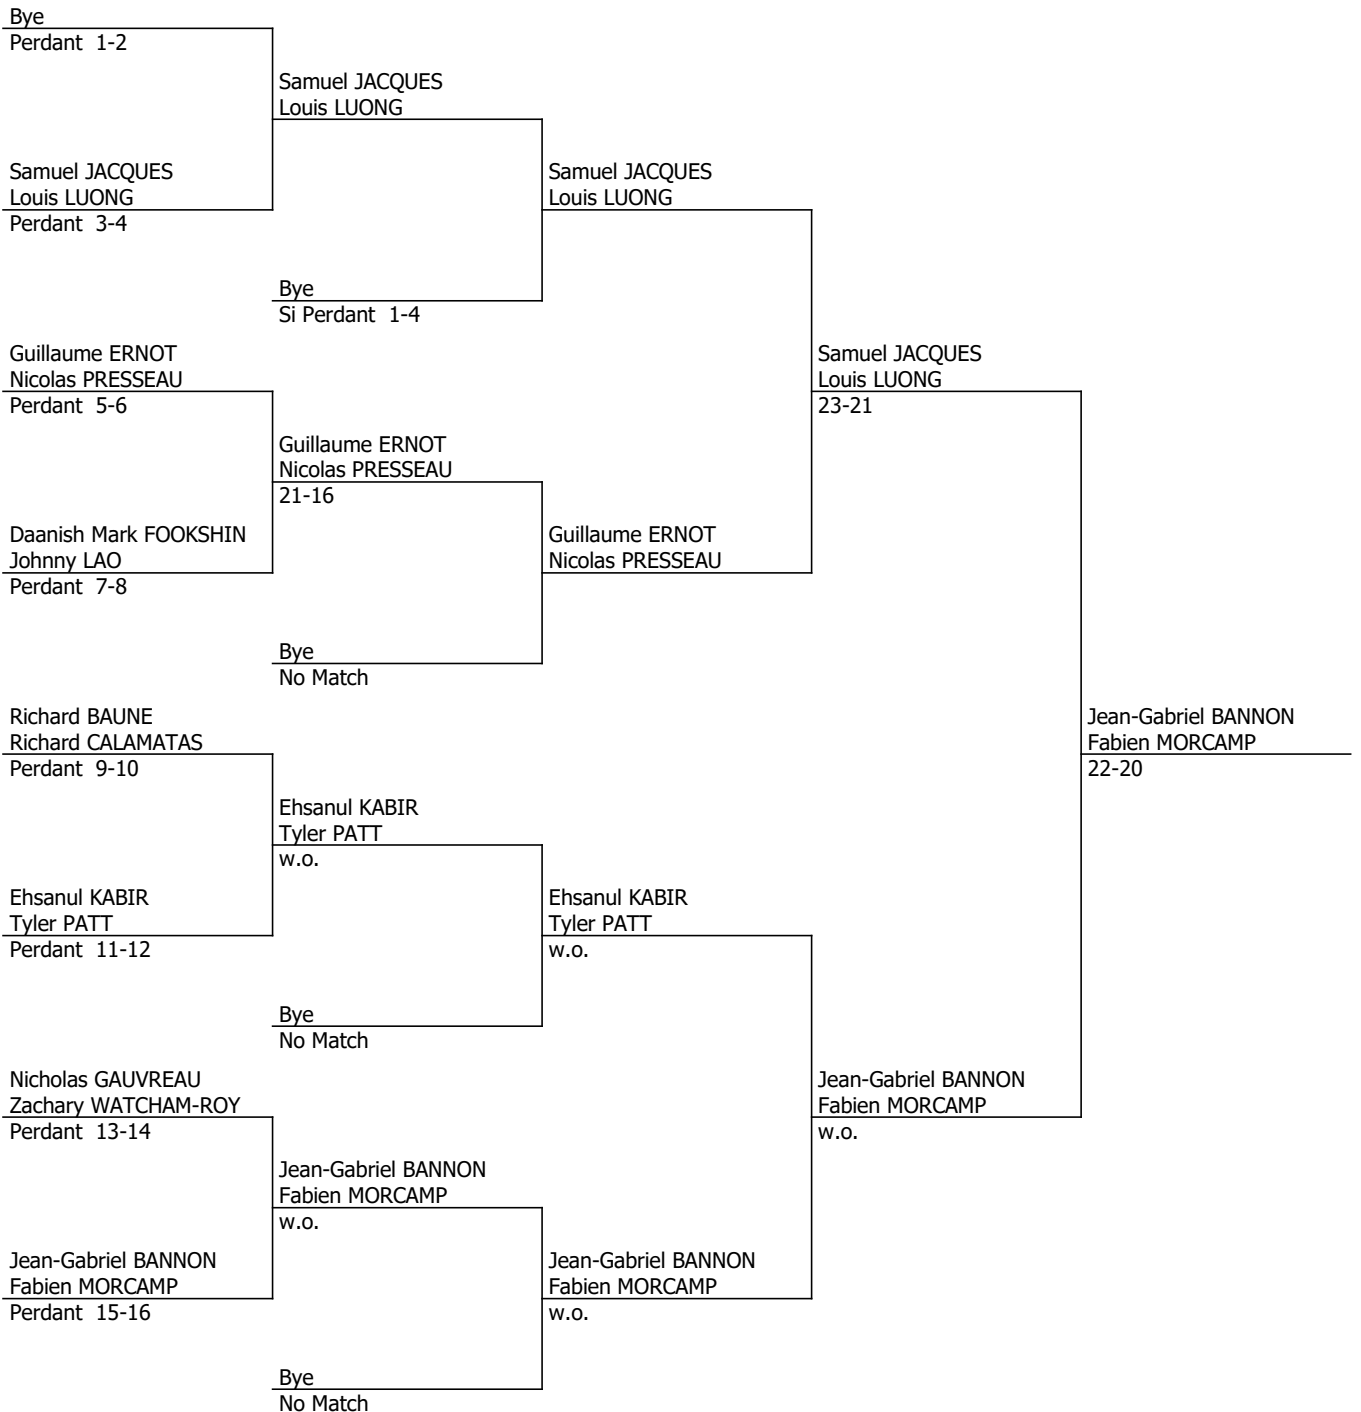 Bye
Perdant 1-2
Samuel JACQUES
Louis LUONG
Samuel JACQUES
Louis LUONG
Perdant 3-4
Samuel JACQUES
Louis LUONG
Bye
Si Perdant 1-4
Guillaume ERNOT
Nicolas PRESSEAU
Perdant 5-6
Samuel JACQUES
Louis LUONG
23-21
Guillaume ERNOT
Nicolas PRESSEAU
21-16
Daanish Mark FOOKSHIN
Johnny LAO
Perdant 7-8
Guillaume ERNOT
Nicolas PRESSEAU
Bye
No Match
Richard BAUNE
Richard CALAMATAS
Perdant 9-10
Jean-Gabriel BANNON
Fabien MORCAMP
22-20
Ehsanul KABIR
Tyler PATT
w.o.
Ehsanul KABIR
Tyler PATT
Perdant 11-12
Ehsanul KABIR
Tyler PATT
w.o.
Bye
No Match
Nicholas GAUVREAU
Zachary WATCHAM-ROY
Perdant 13-14
Jean-Gabriel BANNON
Fabien MORCAMP
w.o.
Jean-Gabriel BANNON
Fabien MORCAMP
w.o.
Jean-Gabriel BANNON
Fabien MORCAMP
Perdant 15-16
Jean-Gabriel BANNON
Fabien MORCAMP
w.o.
Bye
No Match